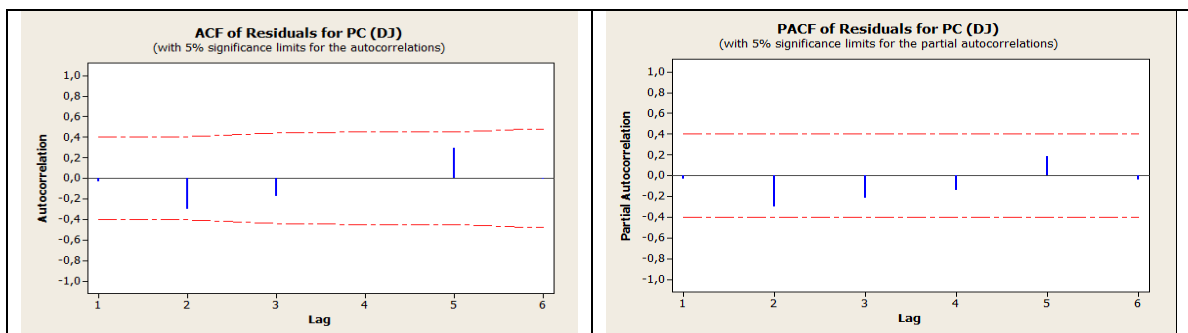 ACF of Residuals for PC (DJ)
(with 5% significance limits for the autocorrelations)
1,0
0,8
0,6
0,4
0,2
0,0
-0,2
-0,4
-0,6
-0,8
-1,0
Autocorrelation
1 2 3 4 5 6
Lag
PACF of Residuals for PC (DJ)
(with 5% significance limits for the partial autocorrelations)
1,0
0,8
0,6
0,4
0,2
0,0
-0,2
-0,4
-0,6
-0,8
-1,0
Partial Autocorrelation
1 2 3 4 5 6
Lag